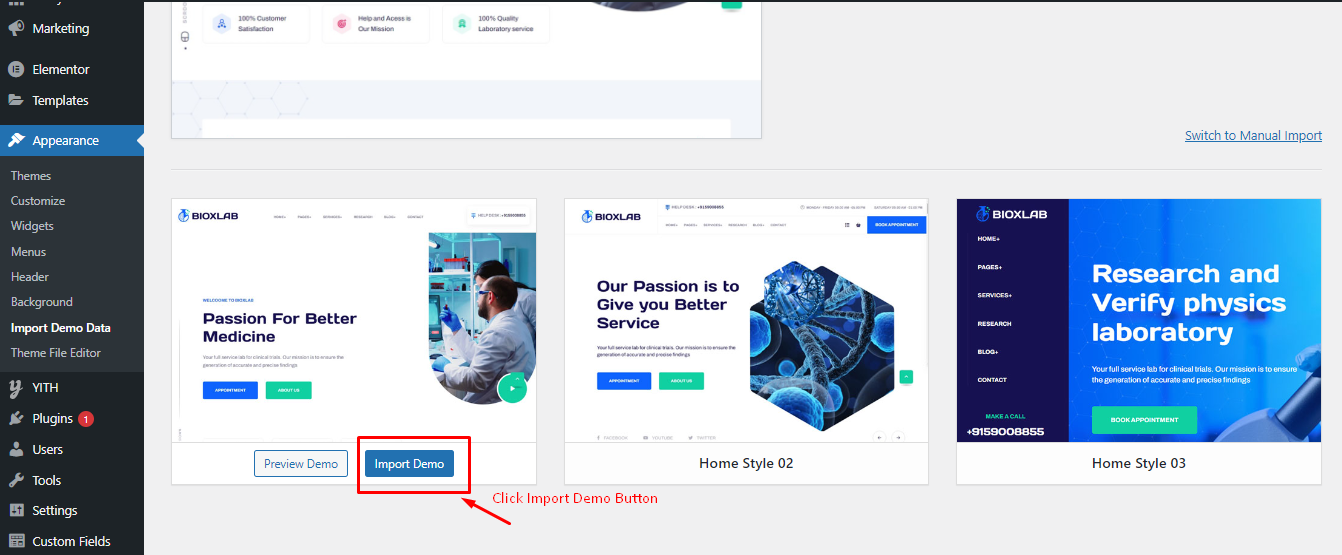 Marketing
Elementor
Templates
Appearance
Themes
Customize
Widgets
Menus
Header
Background
Import Demo Data
Theme File Editor
YITH
Plugins 1
Users
Tools
Settings
Custom Fields
100% Customer
Satisfaction
Help and Acess is
Our Mission
100% Quality
Laboratory service
Switch to Manual Import
BIOXLAB
HOME+ PAGES+ SERVICES+ RESEARCH+ BLOG+ CONTACT
HELP DESK : +9159008855
WELLCOME TO BIOXLAB
Passion For Better
Medicine
Your full service lab for clinical trials. Our mission is to ensure the
generation of accurate and precise findings
APPOINTMENT
ABOUT US
Preview Demo
Import Demo
Click Import Demo Button
BIOXLAB
HELP DESK : +9159008855
HOME+ PAGES+ SERVICES+ RESEARCH BLOG+ CONTACT
BOOK APPOINTMENT
Our Passion is to
Give you Better
Service
Your full service lab for clinical trials. Our mission is to ensure the
generation of accurate and precise findings
APPOINTMENT
ABOUT US
FACEBOOK
YOUTUBE
TWITTER
Home Style 02
BIOXLAB
HOME+
PAGES+
SERVICES+
RESEARCH
BLOG+
CONTACT
MAKE A CALL
+9159008855
Research and
Verify physics
laboratory
Your full service lab for clinical trials. Our mission is to ensure
the generation of accurate and precise findings
BOOK APPOINTMENT
Home Style 03